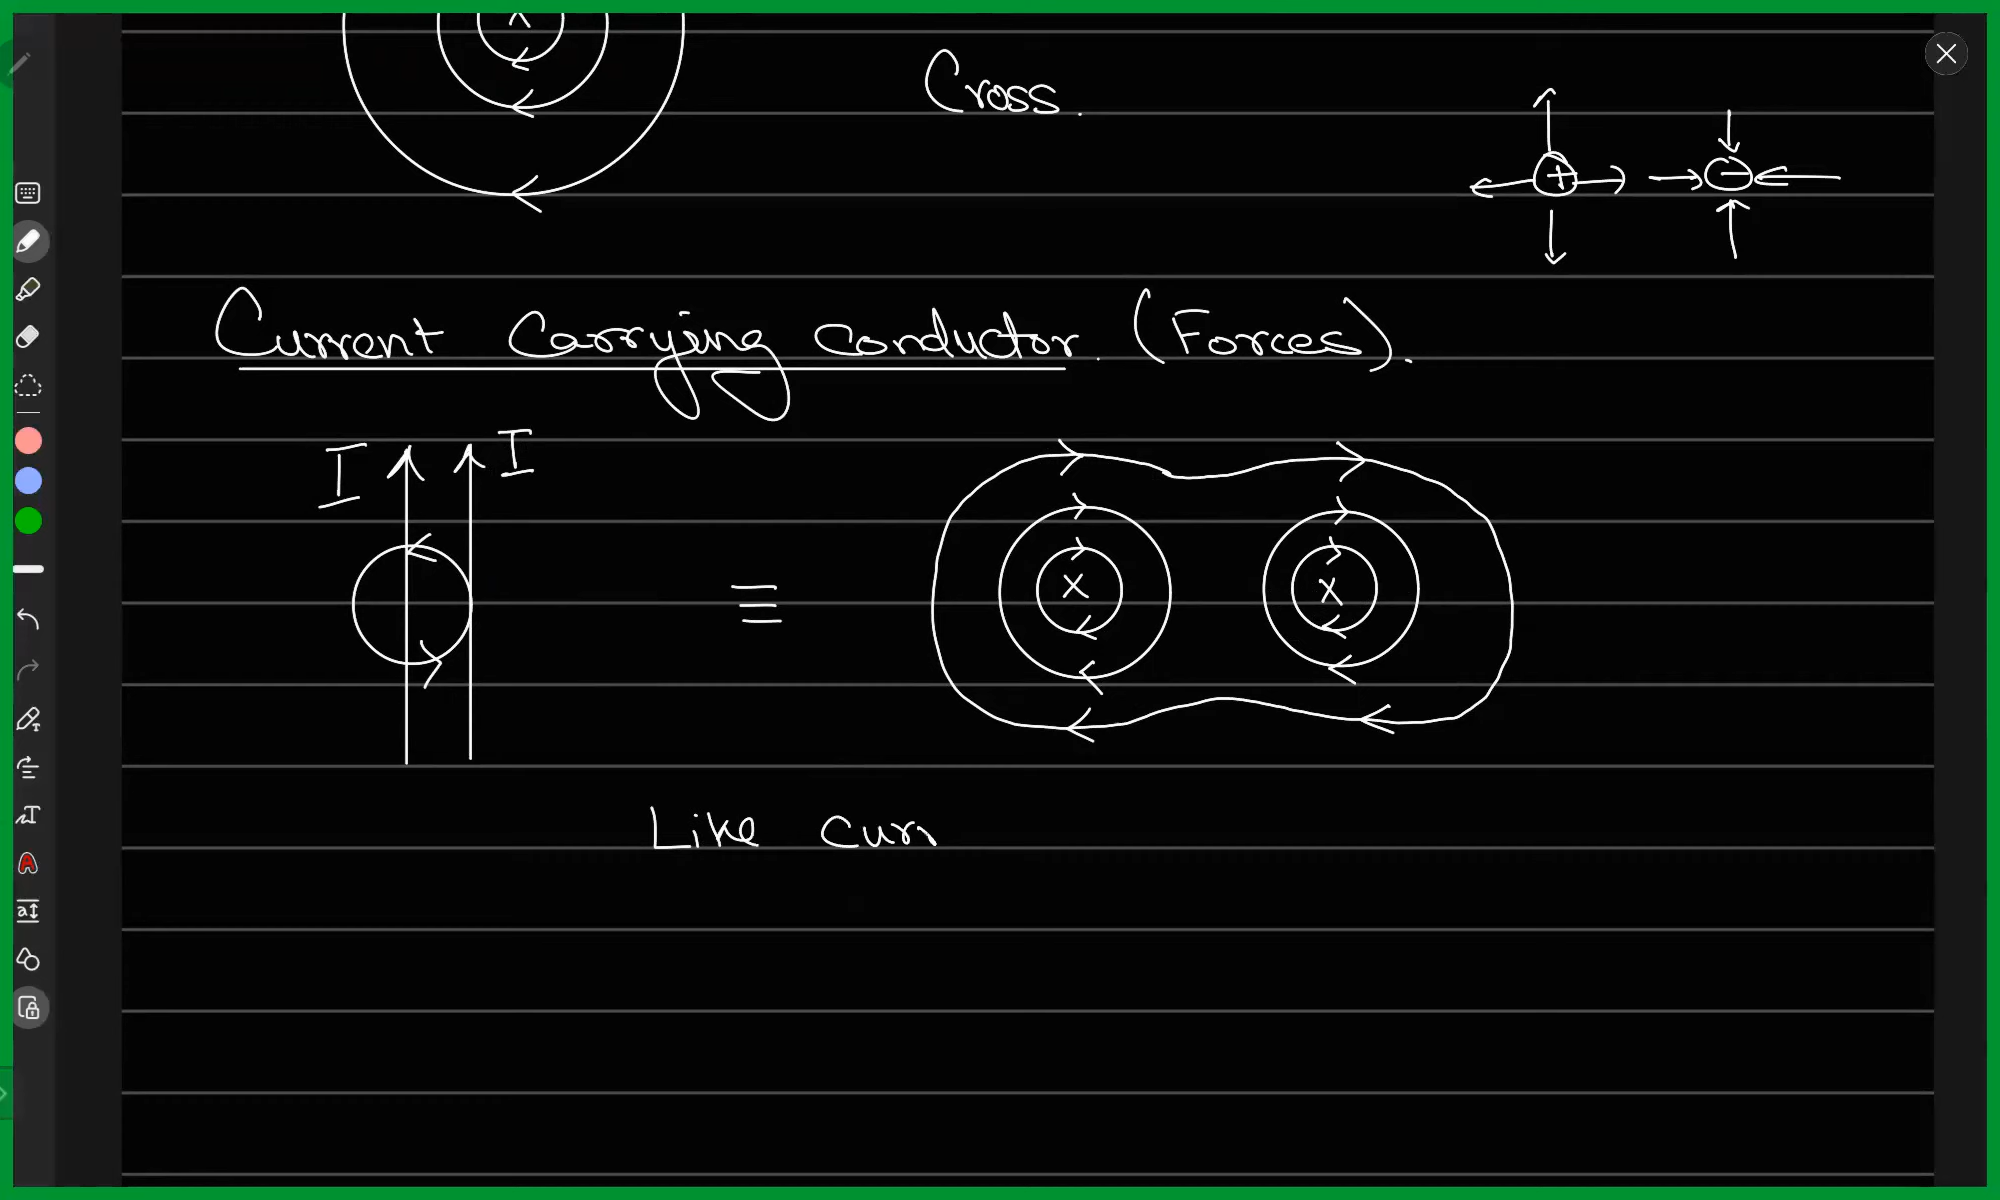 x
Cross.
+ -
Current Carrying conductor. (Forces).
I I
≡ x x
Like curr